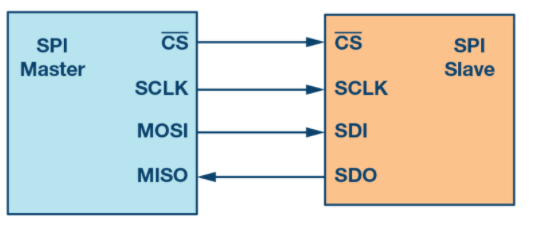 SPI
Master
CS
SCLK
MOSI
MISO
CS
SCLK
SDI
SDO
SPI
Slave